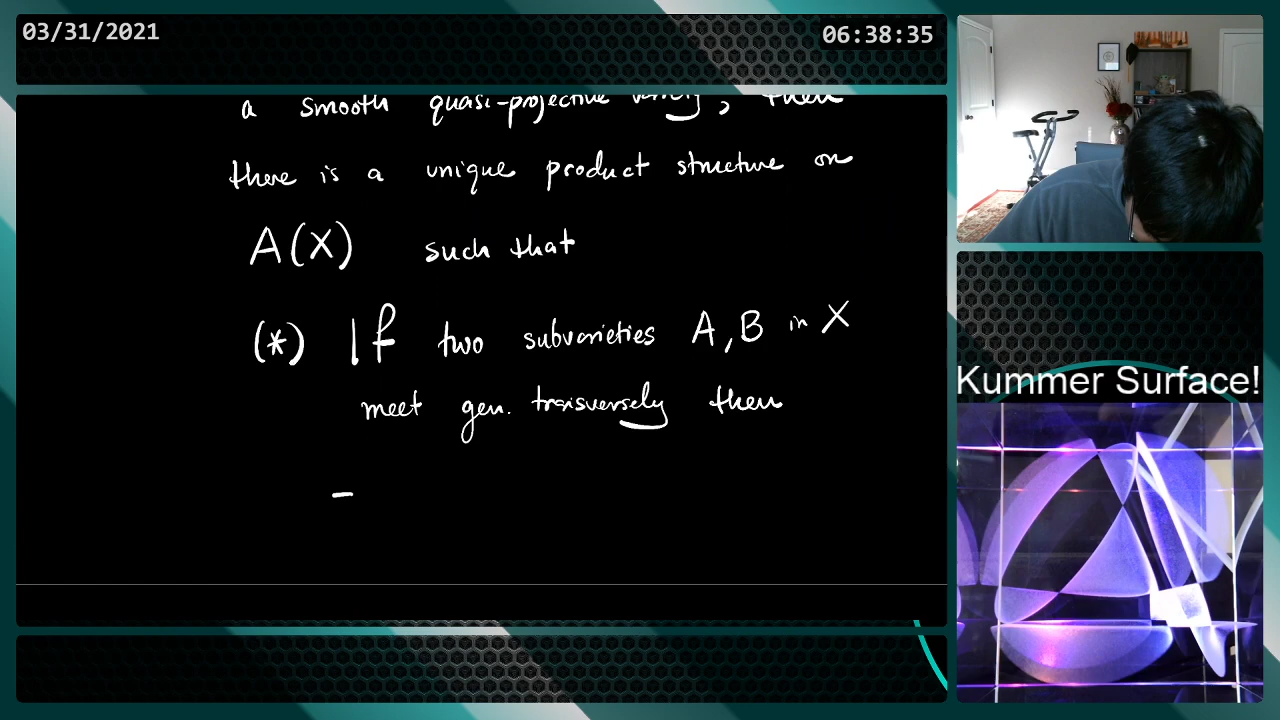 03/31/2021
06:38:35
a smooth quasi-projective variety, then
there is a unique product structure on
A(X) such that
(*) If two subvarieties A, B in X
meet gen. transversely then
Kummer Surface!